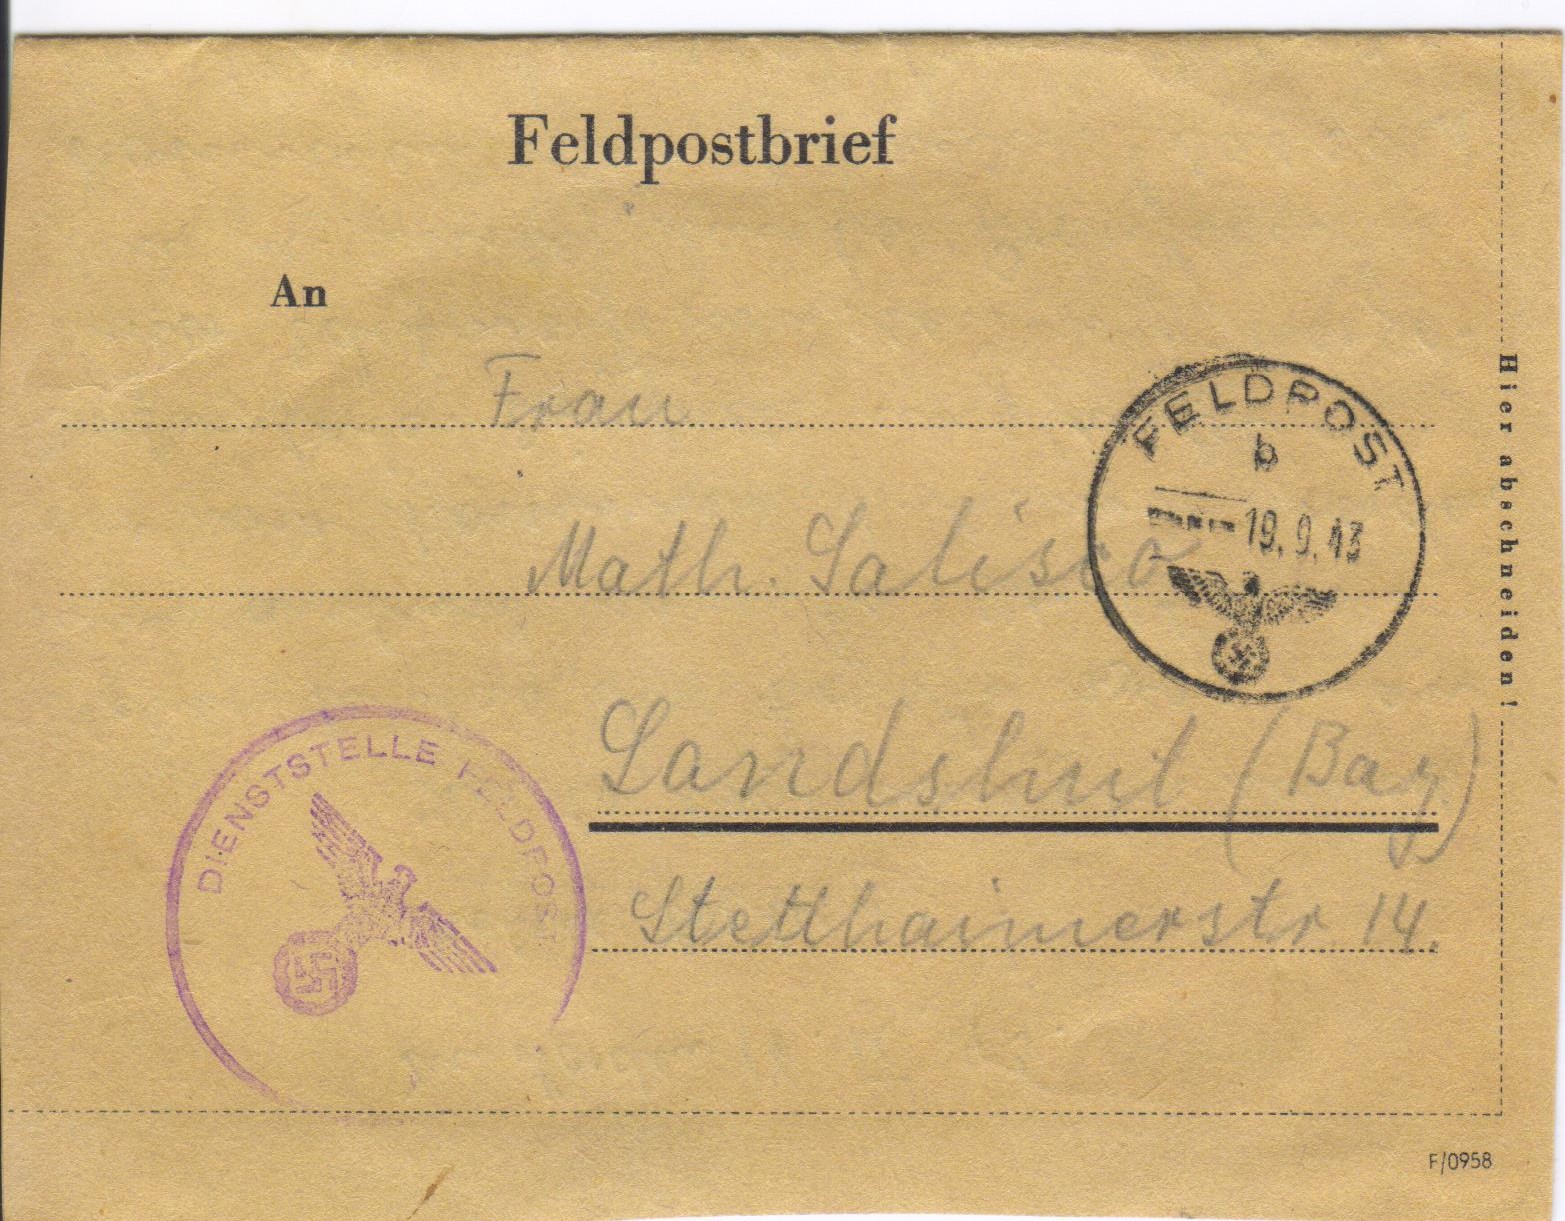 Feldpostbrief
An
Frau
Math. Salisco
Landshut (Bay.)
Stetthaimerstr 14.
FELDPOST
b
19.9.43
DIENSTSTELLE FELDPOST
Hier abschneiden!
F/0958